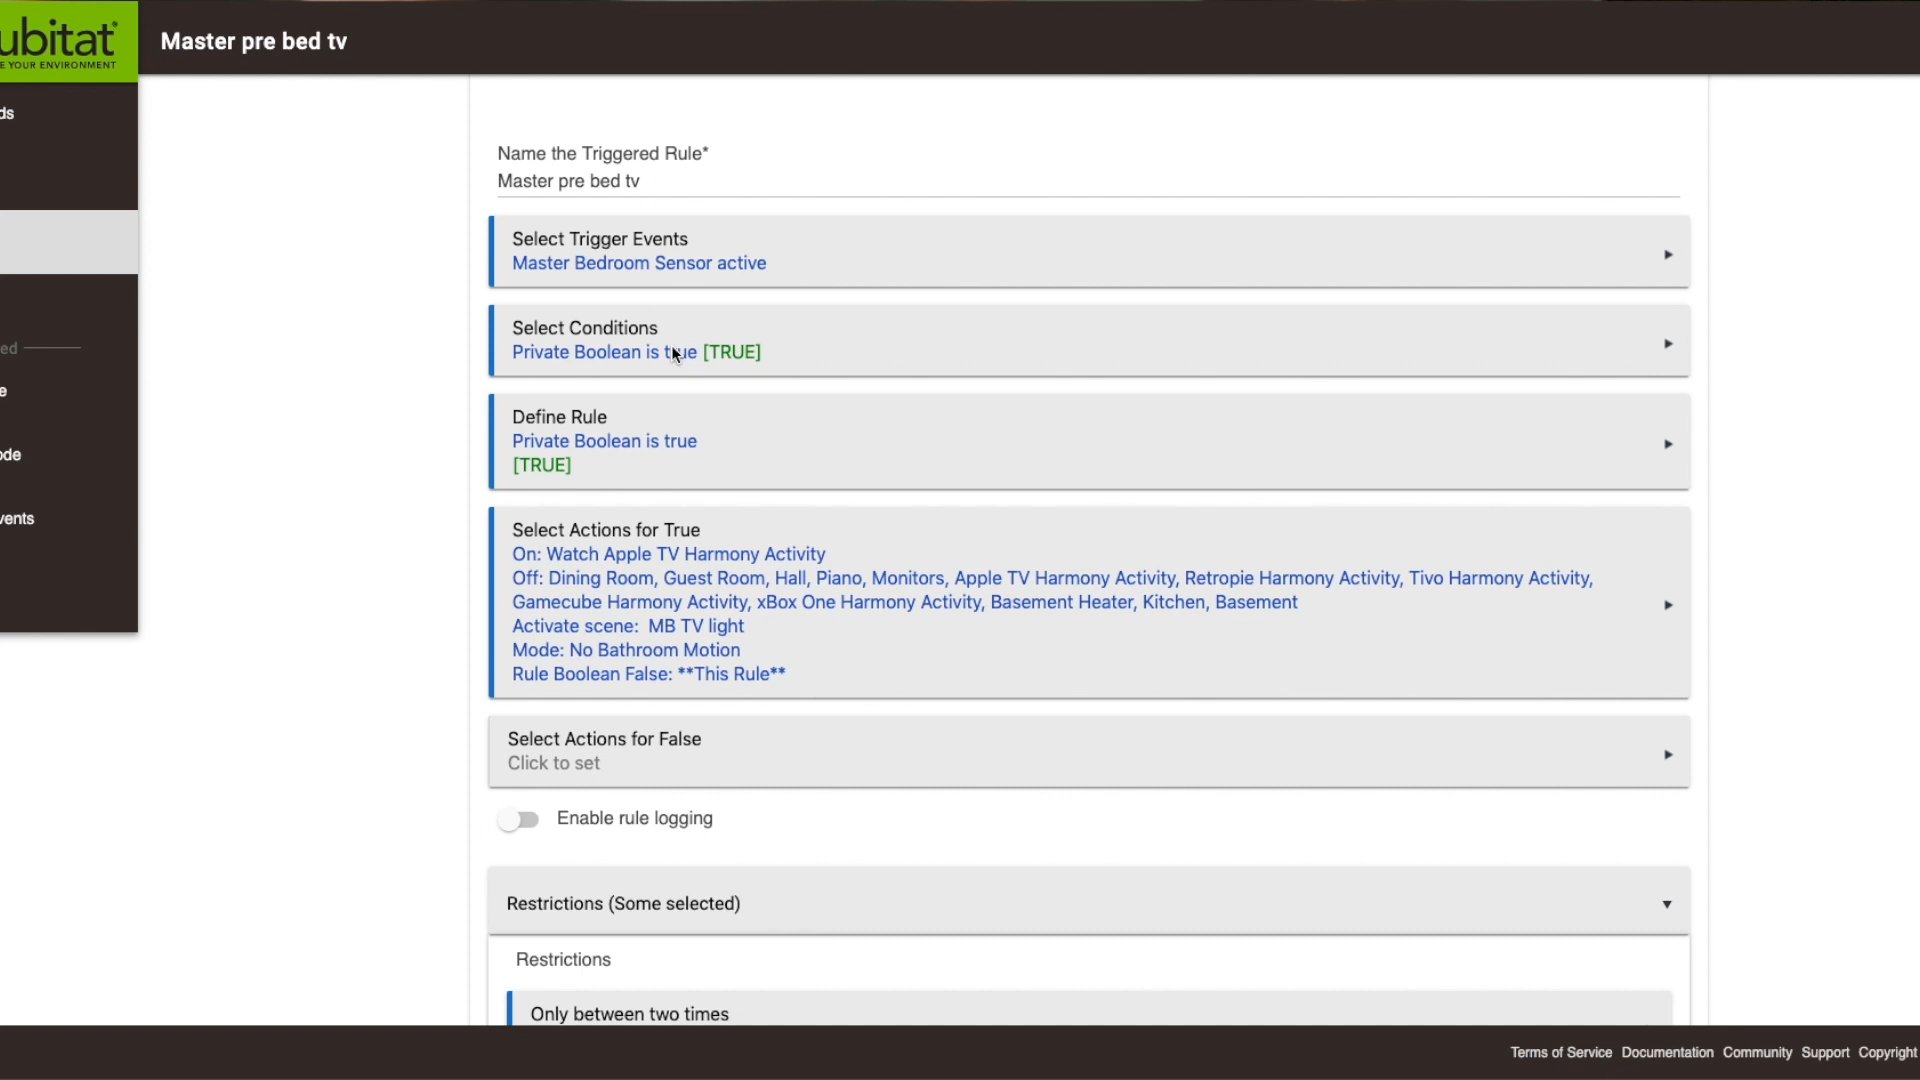 ubitat®
E YOUR ENVIRONMENT
Master pre bed tv
ds
ed
e
ode
vents
Name the Triggered Rule*
Master pre bed tv
Select Trigger Events
Master Bedroom Sensor active
Select Conditions
Private Boolean is true [TRUE]
Define Rule
Private Boolean is true
[TRUE]
Select Actions for True
On: Watch Apple TV Harmony Activity
Off: Dining Room, Guest Room, Hall, Piano, Monitors, Apple TV Harmony Activity, Retropie Harmony Activity, Tivo Harmony Activity,
Gamecube Harmony Activity, xBox One Harmony Activity, Basement Heater, Kitchen, Basement
Activate scene: MB TV light
Mode: No Bathroom Motion
Rule Boolean False: **This Rule**
Select Actions for False
Click to set
Enable rule logging
Restrictions (Some selected)
Restrictions
Only between two times
Terms of Service Documentation Community Support Copyright